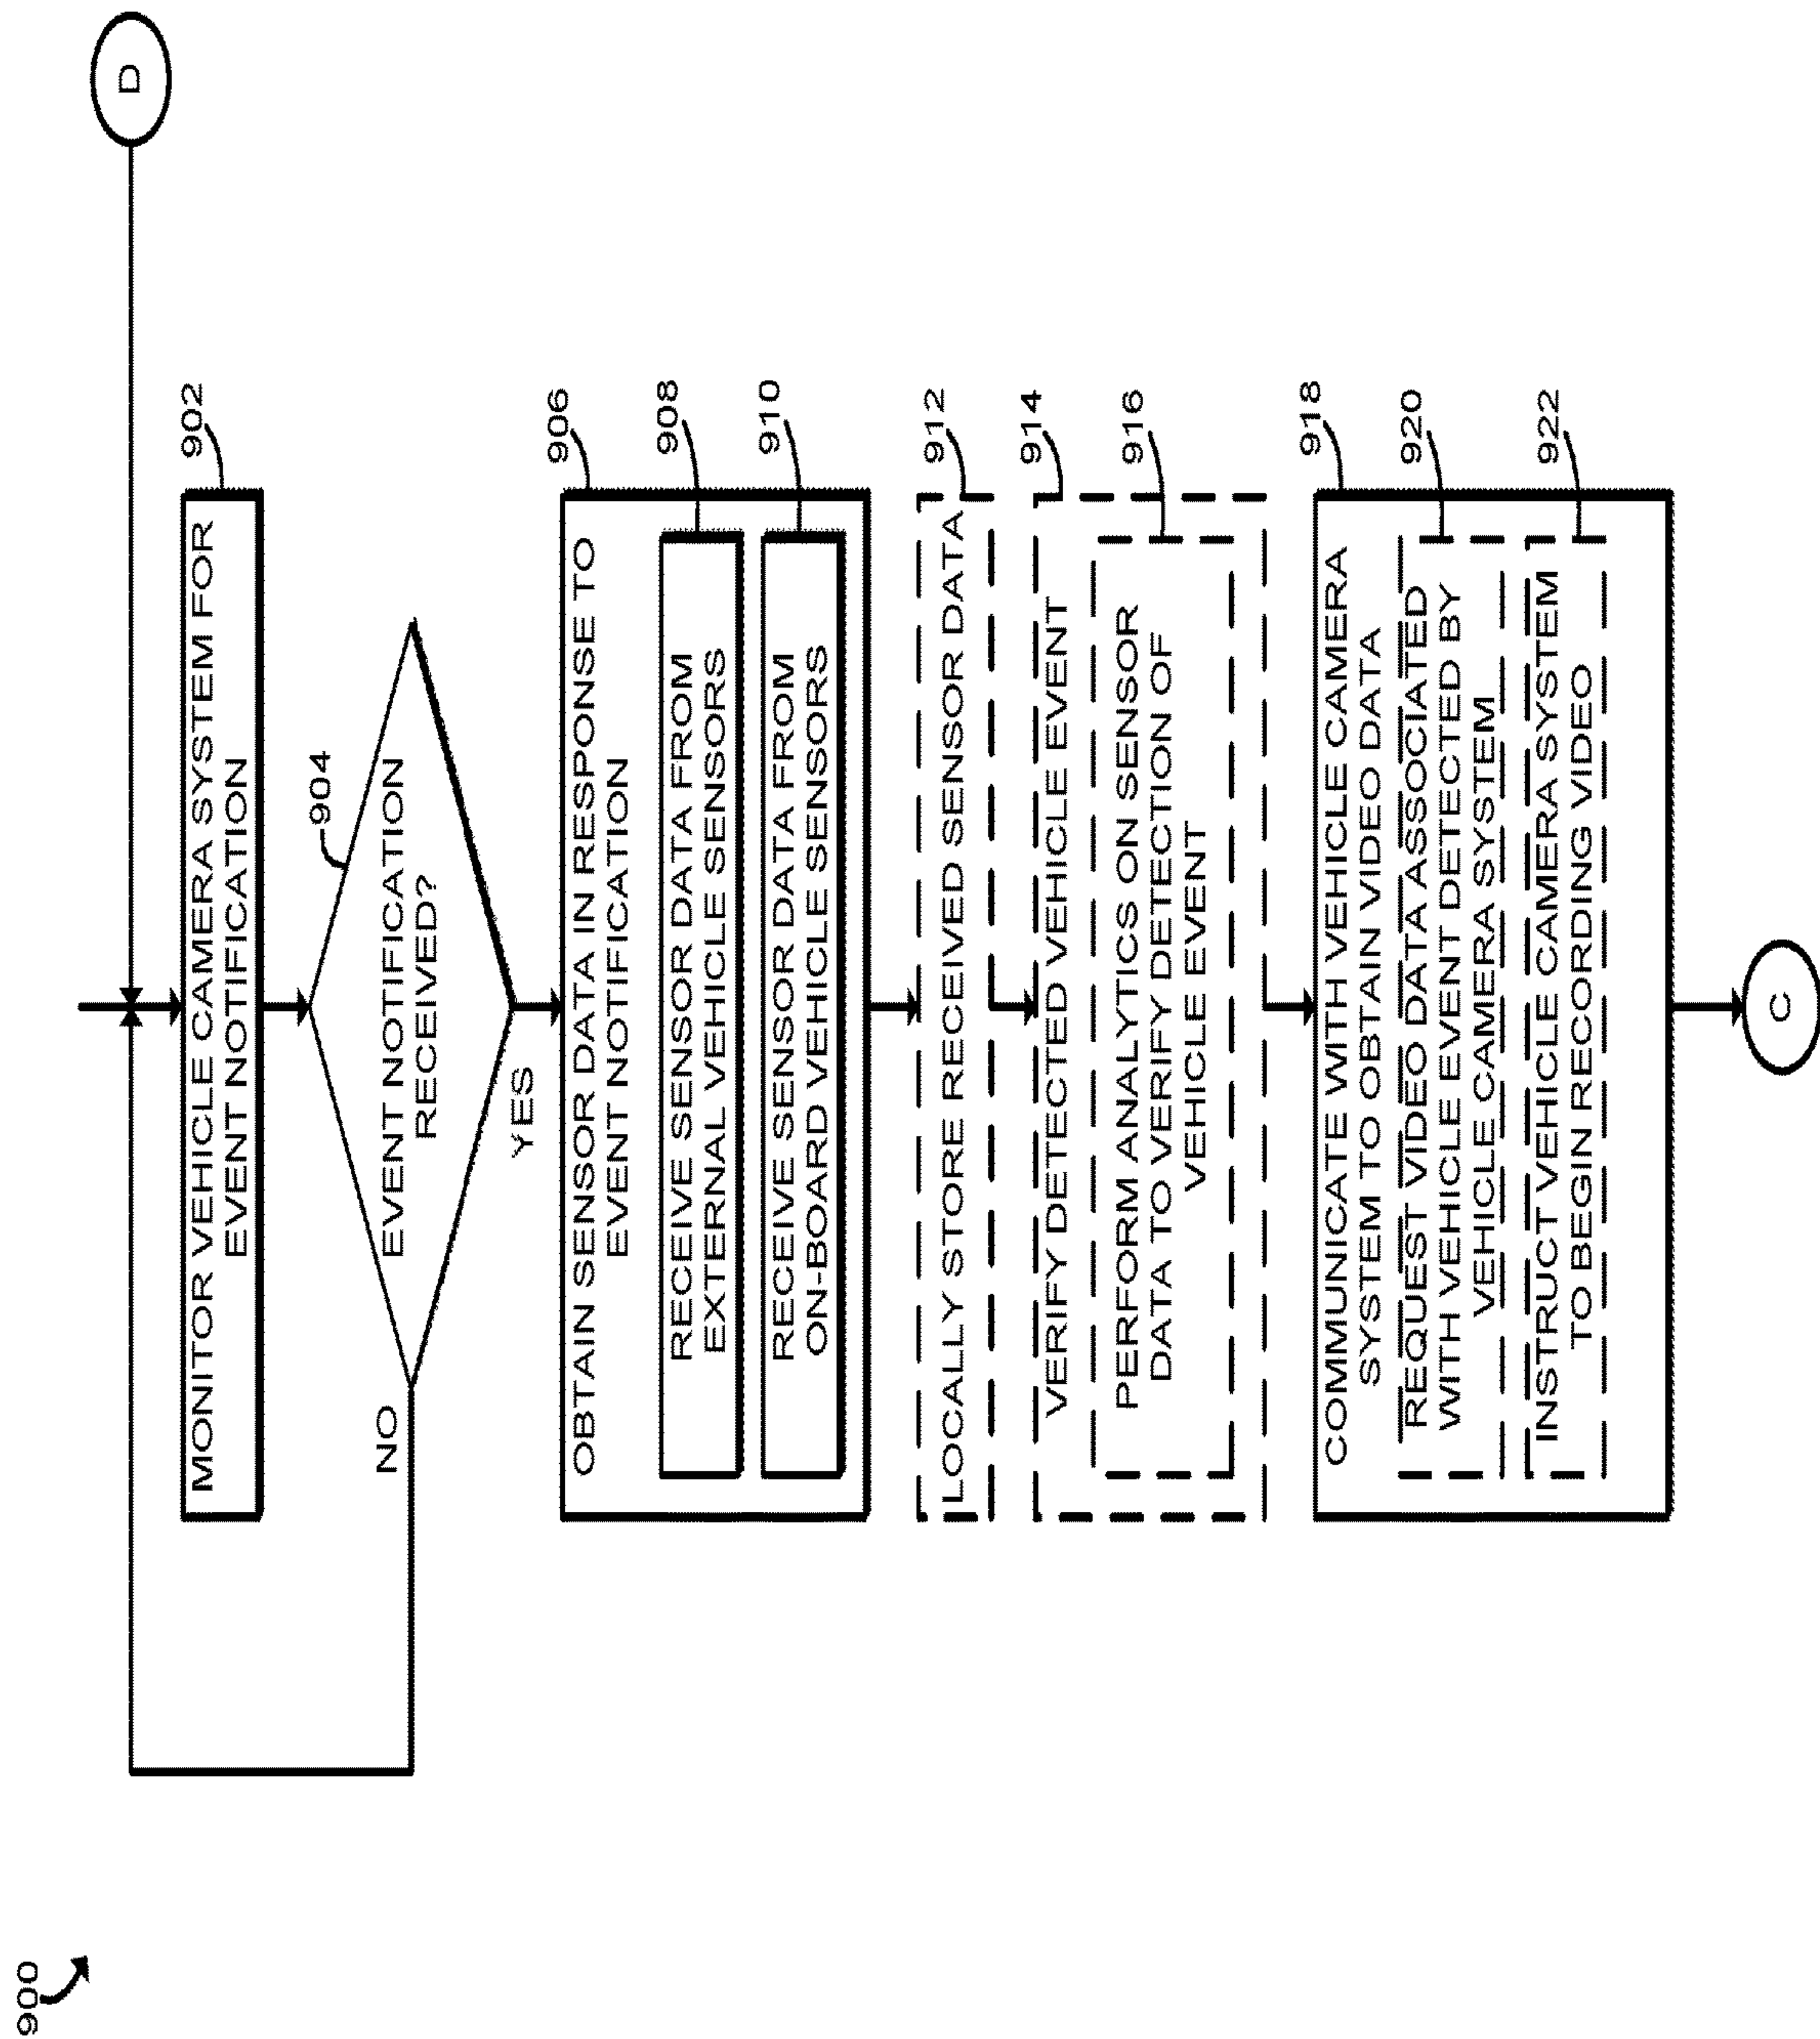 900
D
MONITOR VEHICLE CAMERA SYSTEM FOR
EVENT NOTIFICATION
902
904
EVENT NOTIFICATION
RECEIVED?
NO
YES
OBTAIN SENSOR DATA IN RESPONSE TO
EVENT NOTIFICATION
906
RECEIVE SENSOR DATA FROM
EXTERNAL VEHICLE SENSORS
908
RECEIVE SENSOR DATA FROM
ON-BOARD VEHICLE SENSORS
910
LOCALLY STORE RECEIVED SENSOR DATA
912
VERIFY DETECTED VEHICLE EVENT
914
PERFORM ANALYTICS ON SENSOR
DATA TO VERIFY DETECTION OF
VEHICLE EVENT
916
COMMUNICATE WITH VEHICLE CAMERA
SYSTEM TO OBTAIN VIDEO DATA
918
REQUEST VIDEO DATA ASSOCIATED
WITH VEHICLE EVENT DETECTED BY
VEHICLE CAMERA SYSTEM
920
INSTRUCT VEHICLE CAMERA SYSTEM
TO BEGIN RECORDING VIDEO
922
C